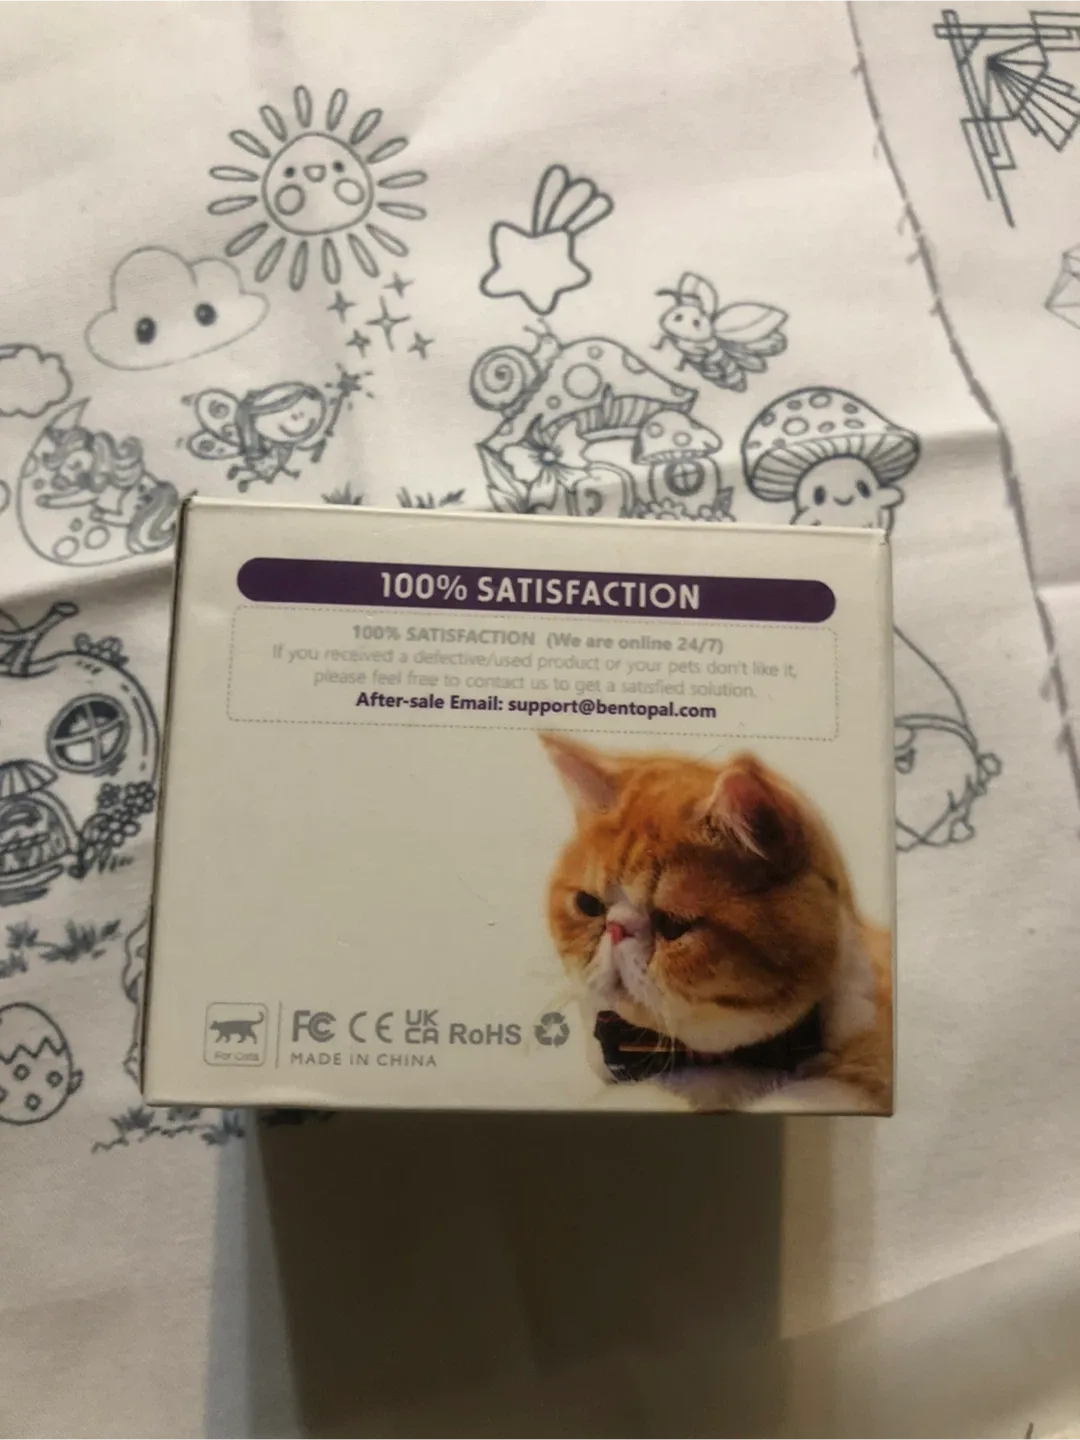 100% SATISFACTION
100% SATISFACTION (We are online 24/7)
If you received a defective/used product or your pets don't like it,
please feel free to contact us to get a satisfied solution.
After-sale Email: support@bentopal.com
For Cats
FC CE UK CA RoHS
MADE IN CHINA